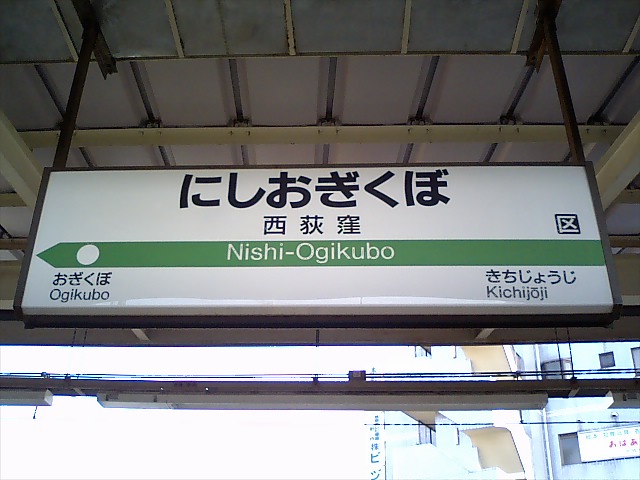 にしおぎくぼ
西荻窪
区
Nishi-Ogikubo
おぎくぼ
Ogikubo
きちじょうじ
Kichijōji